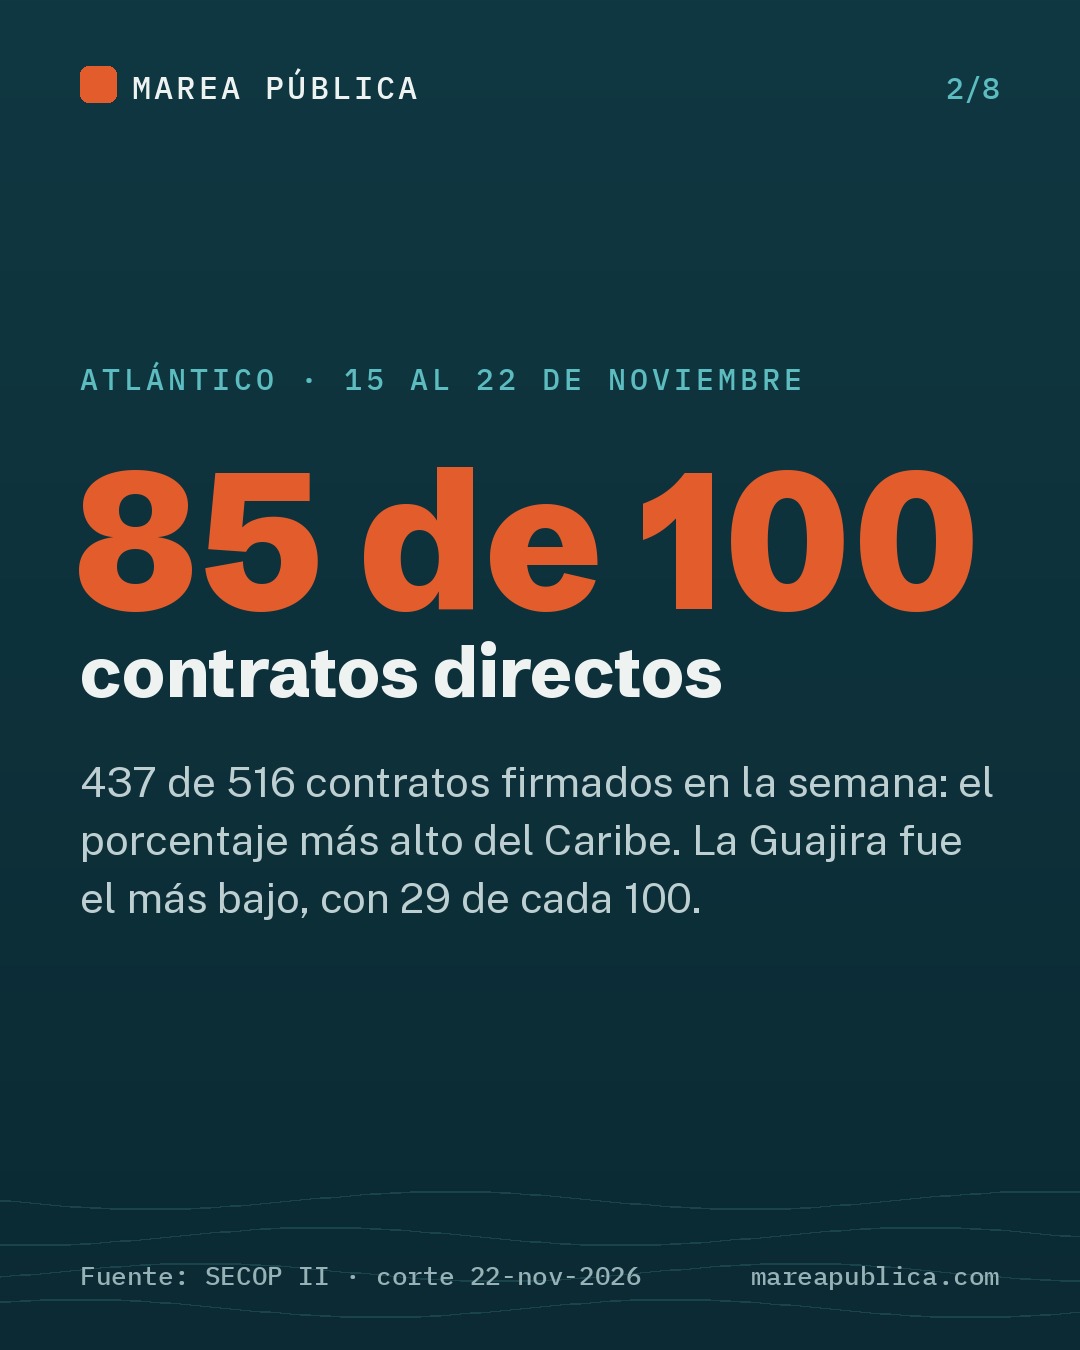 MAREA PÚBLICA
2/8
ATLÁNTICO · 15 AL 22 DE NOVIEMBRE
85 de 100
contratos directos
437 de 516 contratos firmados en la semana: el
porcentaje más alto del Caribe. La Guajira fue
el más bajo, con 29 de cada 100.
Fuente: SECOP II · corte 22-nov-2026
mareapublica.com